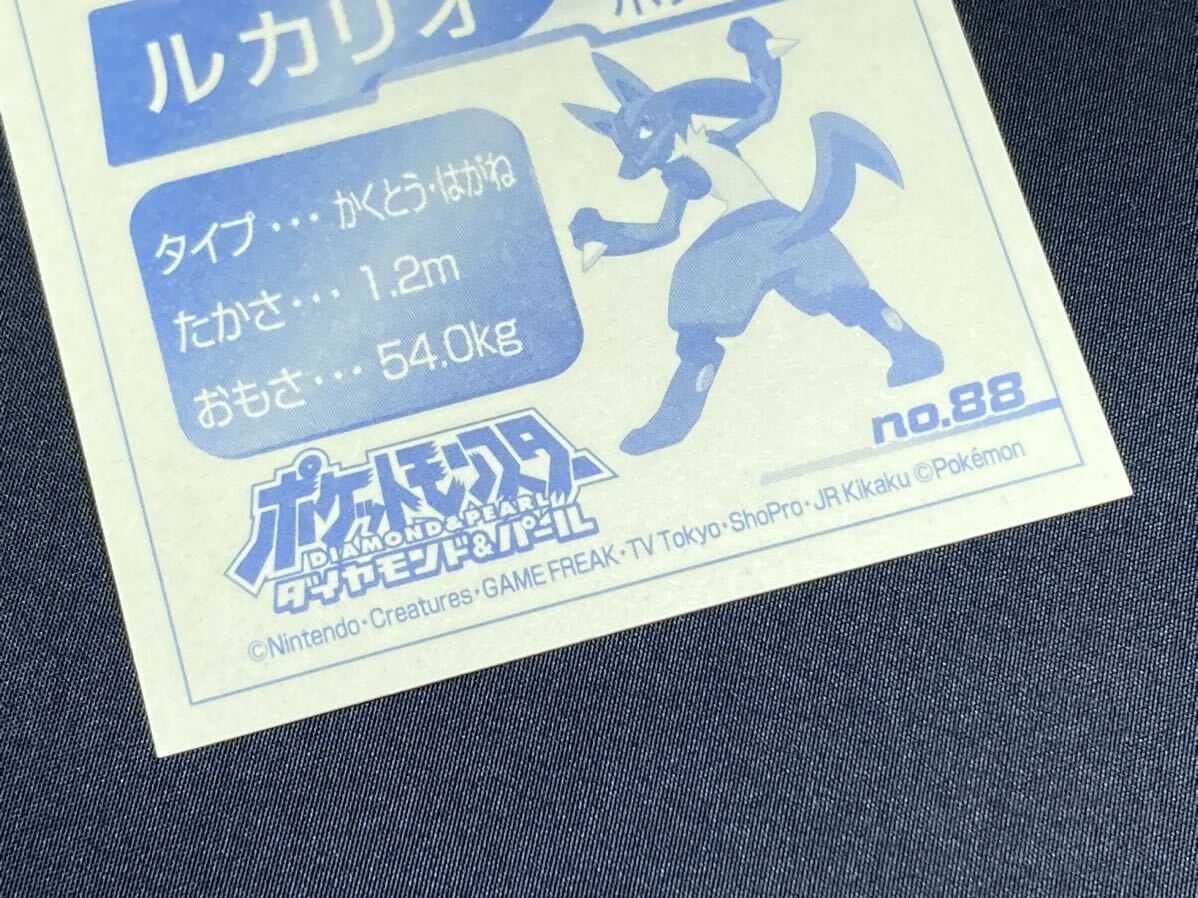 ルカリオ
タイプ・・・かくとう・はがね
たかさ・・・1.2m
おもさ・・・54.0kg
no.88
ポケットモンスター
DIAMOND & PEARL
ダイヤモンド&パール
©Nintendo・Creatures・GAME FREAK・TV Tokyo・ShoPro・JR Kikaku ©Pokémon